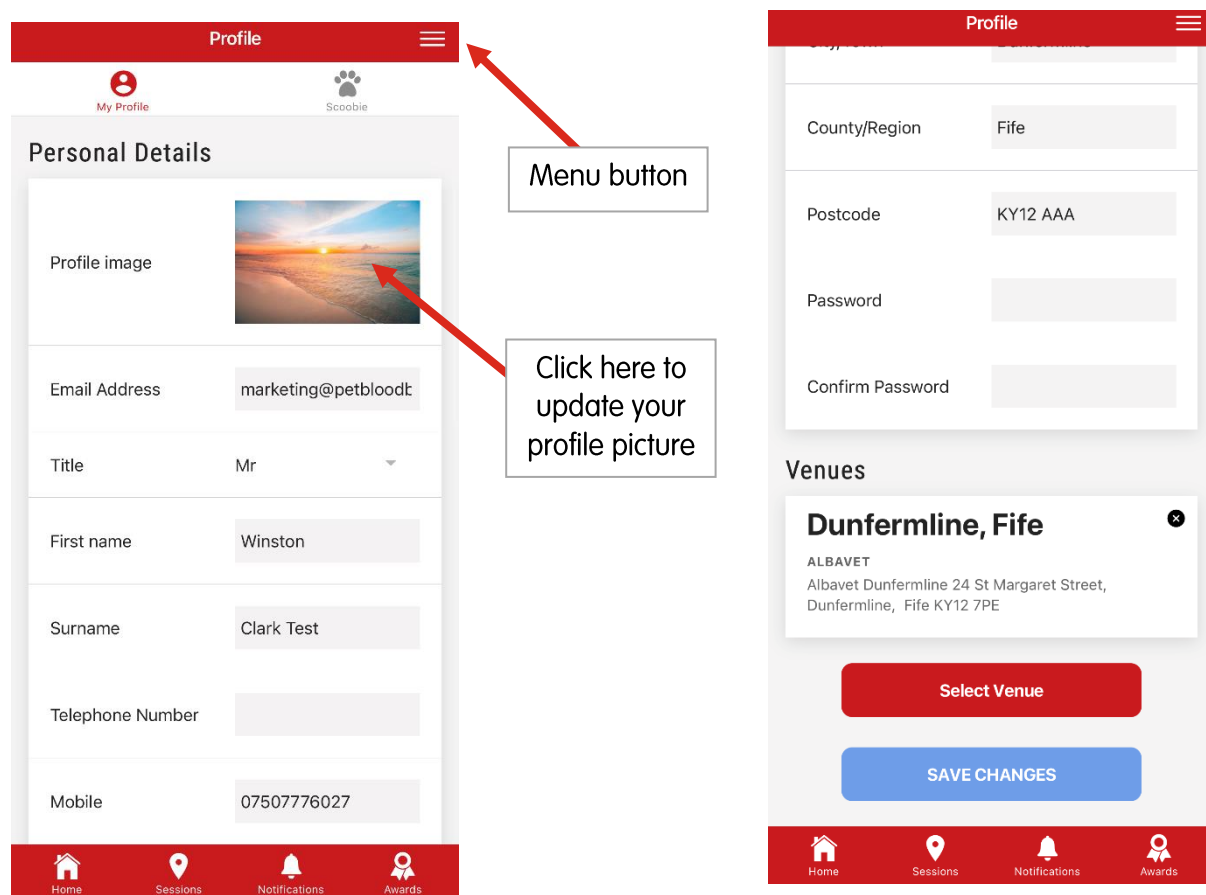 Profile
My Profile
Scoobie
Personal Details
Profile image
Email Address
marketing@petbloodb
Title
Mr
First name
Winston
Surname
Clark Test
Telephone Number
Mobile
07507776027
Home
Sessions
Notifications
Awards
Menu button
Click here to
update your
profile picture
Profile
County/Region
Fife
Postcode
KY12 AAA
Password
Confirm Password
Venues
Dunfermline, Fife
ALBAVET
Albavet Dunfermline 24 St Margaret Street,
Dunfermline, Fife KY12 7PE
Select Venue
SAVE CHANGES
Home
Sessions
Notifications
Awards